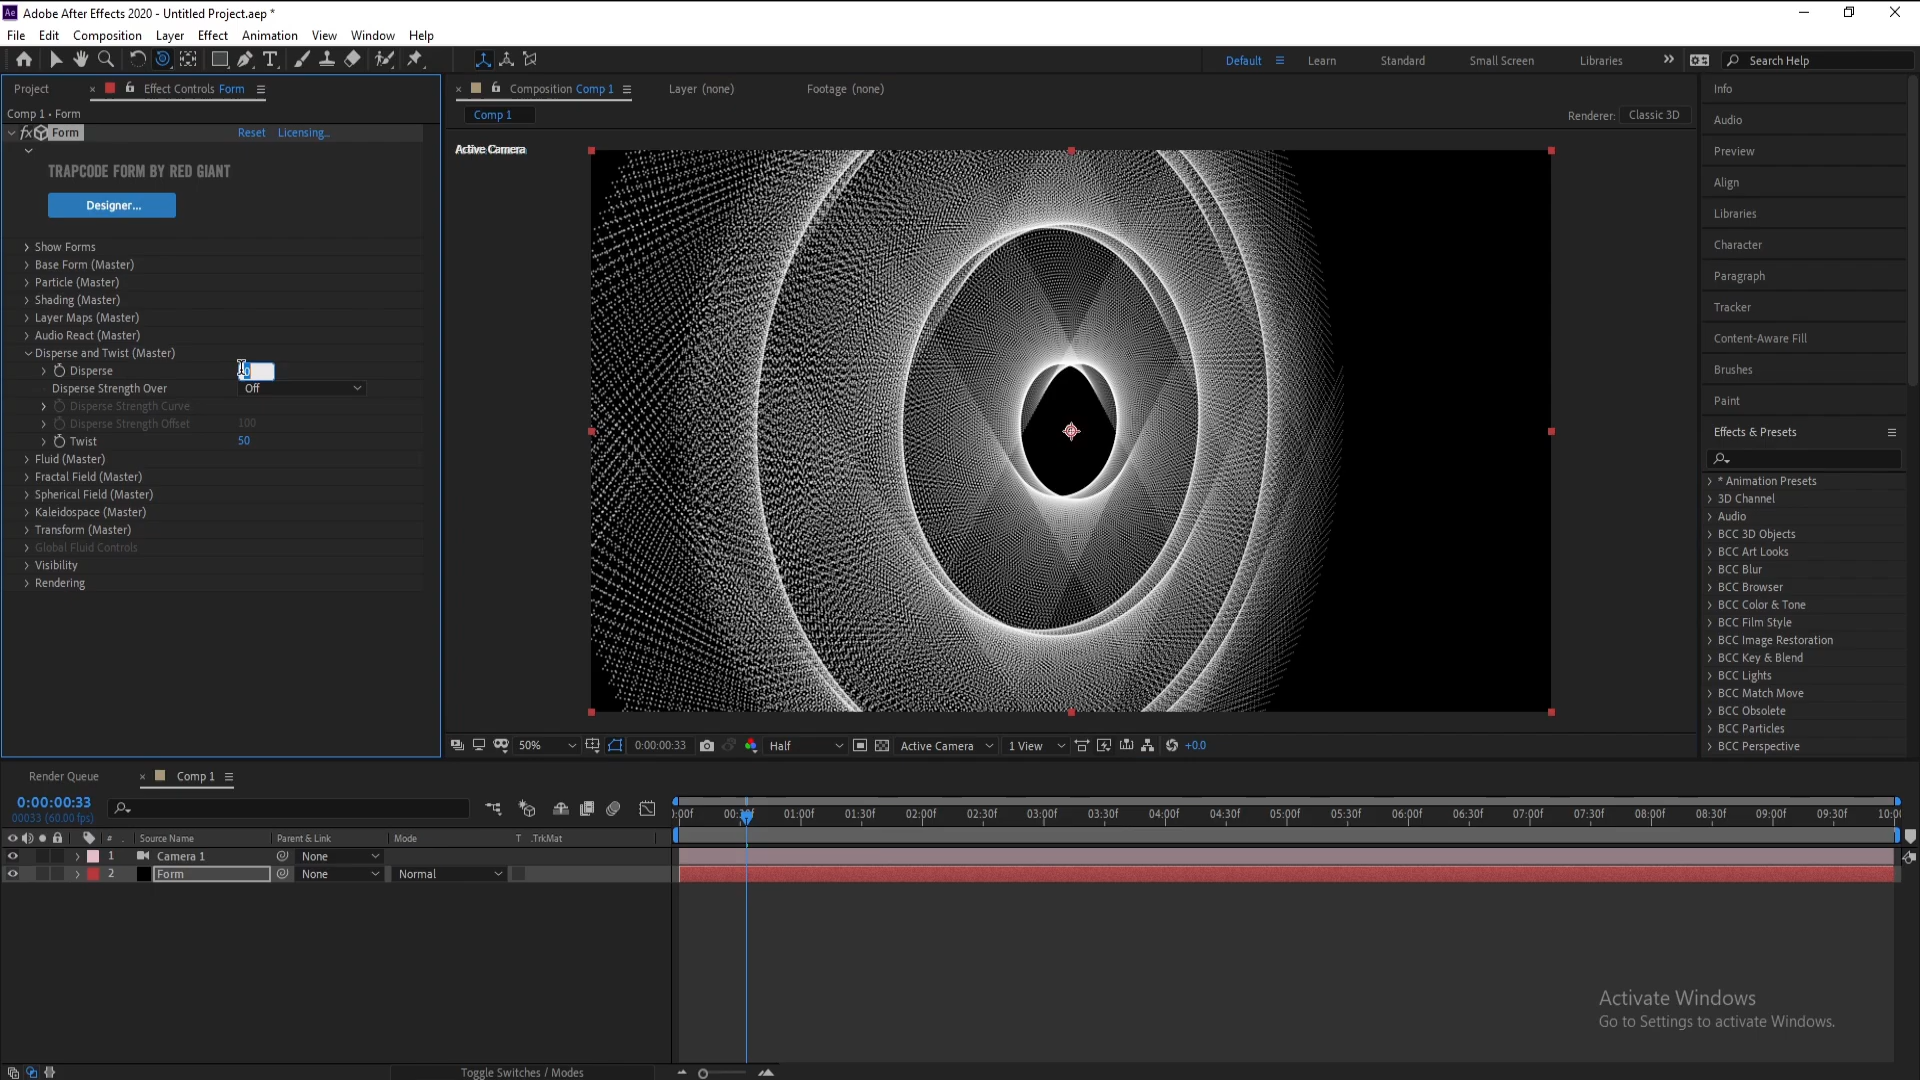 Adobe After Effects 2020 - Untitled Project.aep *
File Edit Composition Layer Effect Animation View Window Help
Default Learn Standard Small Screen Libraries Search Help
Project Effect Controls Form
Comp 1 • Form
Form Reset Licensing...
TRAPCODE FORM BY RED GIANT
Designer...
Show Forms
Base Form (Master)
Particle (Master)
Shading (Master)
Layer Maps (Master)
Audio React (Master)
Disperse and Twist (Master)
Disperse 0
Disperse Strength Over Off
Disperse Strength Curve
Disperse Strength Offset 100
Twist 50
Fluid (Master)
Fractal Field (Master)
Spherical Field (Master)
Kaleidospace (Master)
Transform (Master)
Global Fluid Controls
Visibility
Rendering
Composition Comp 1 Layer (none) Footage (none)
Comp 1 Renderer: Classic 3D
Active Camera
50% 0:00:00:33 Half Active Camera 1 View +0.0
Info
Audio
Preview
Align
Libraries
Character
Paragraph
Tracker
Content-Aware Fill
Brushes
Paint
Effects & Presets
* Animation Presets
3D Channel
Audio
BCC 3D Objects
BCC Art Looks
BCC Blur
BCC Browser
BCC Color & Tone
BCC Film Style
BCC Image Restoration
BCC Key & Blend
BCC Lights
BCC Match Move
BCC Obsolete
BCC Particles
BCC Perspective
Render Queue Comp 1
0:00:00:33
00033 (60.00 fps)
:00f 00:30f 01:00f 01:30f 02:00f 02:30f 03:00f 03:30f 04:00f 04:30f 05:00f 05:30f 06:00f 06:30f 07:00f 07:30f 08:00f 08:30f 09:00f 09:30f 10:00
# Source Name Parent & Link Mode T .TrkMat
1 Camera 1 None
2 Form None Normal
Activate Windows
Go to Settings to activate Windows.
Toggle Switches / Modes